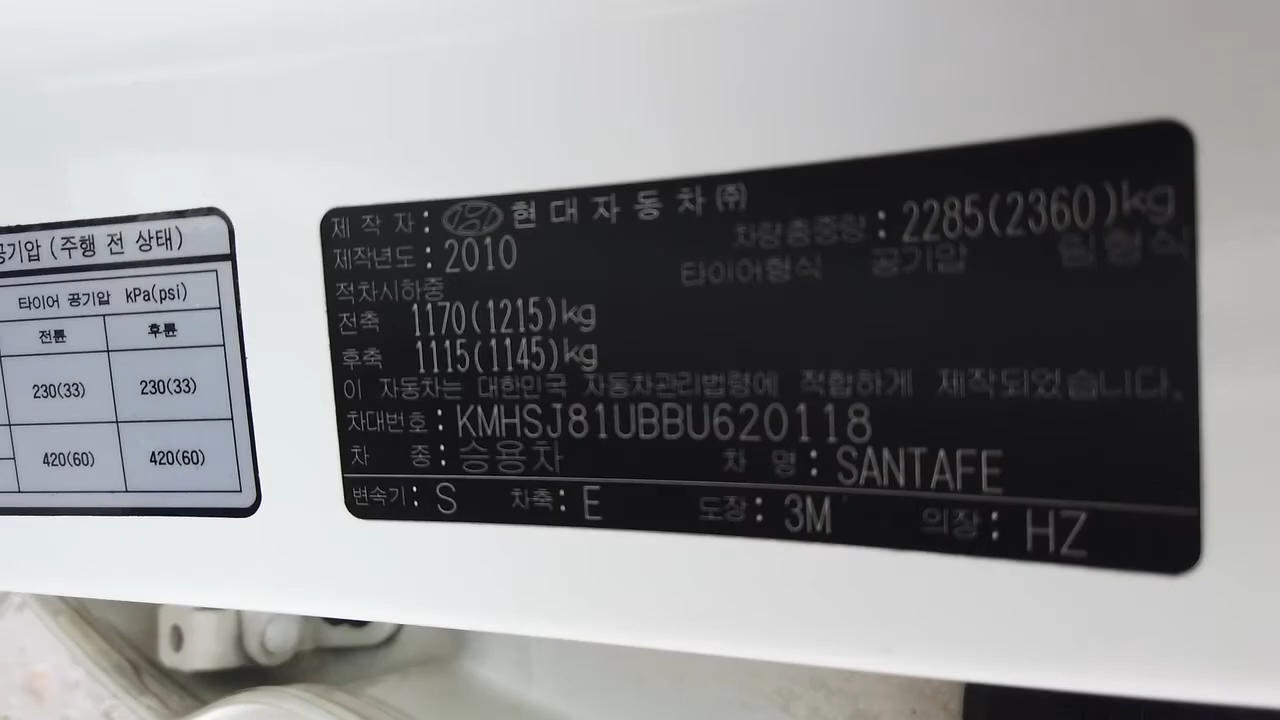 공기압 (주행 전 상태)
타이어 공기압 kPa(psi)
전륜 후륜
230(33) 230(33)
420(60) 420(60)
제 작 자 : 현 대 자 동 차 ㈜
제작년도 : 2010 차량총중량 : 2285(2360)kg
적차시하중 타이어형식 공기압 림형식
전축 1170(1215)kg
후축 1115(1145)kg
이 자동차는 대한민국 자동차관리법령에 적합하게 제작되었습니다.
차대번호 : KMHSJ81UBBU620118
차 종 : 승용차 차 명 : SANTAFE
변속기 : S 차축 : E 도장 : 3M 의장 : HZ